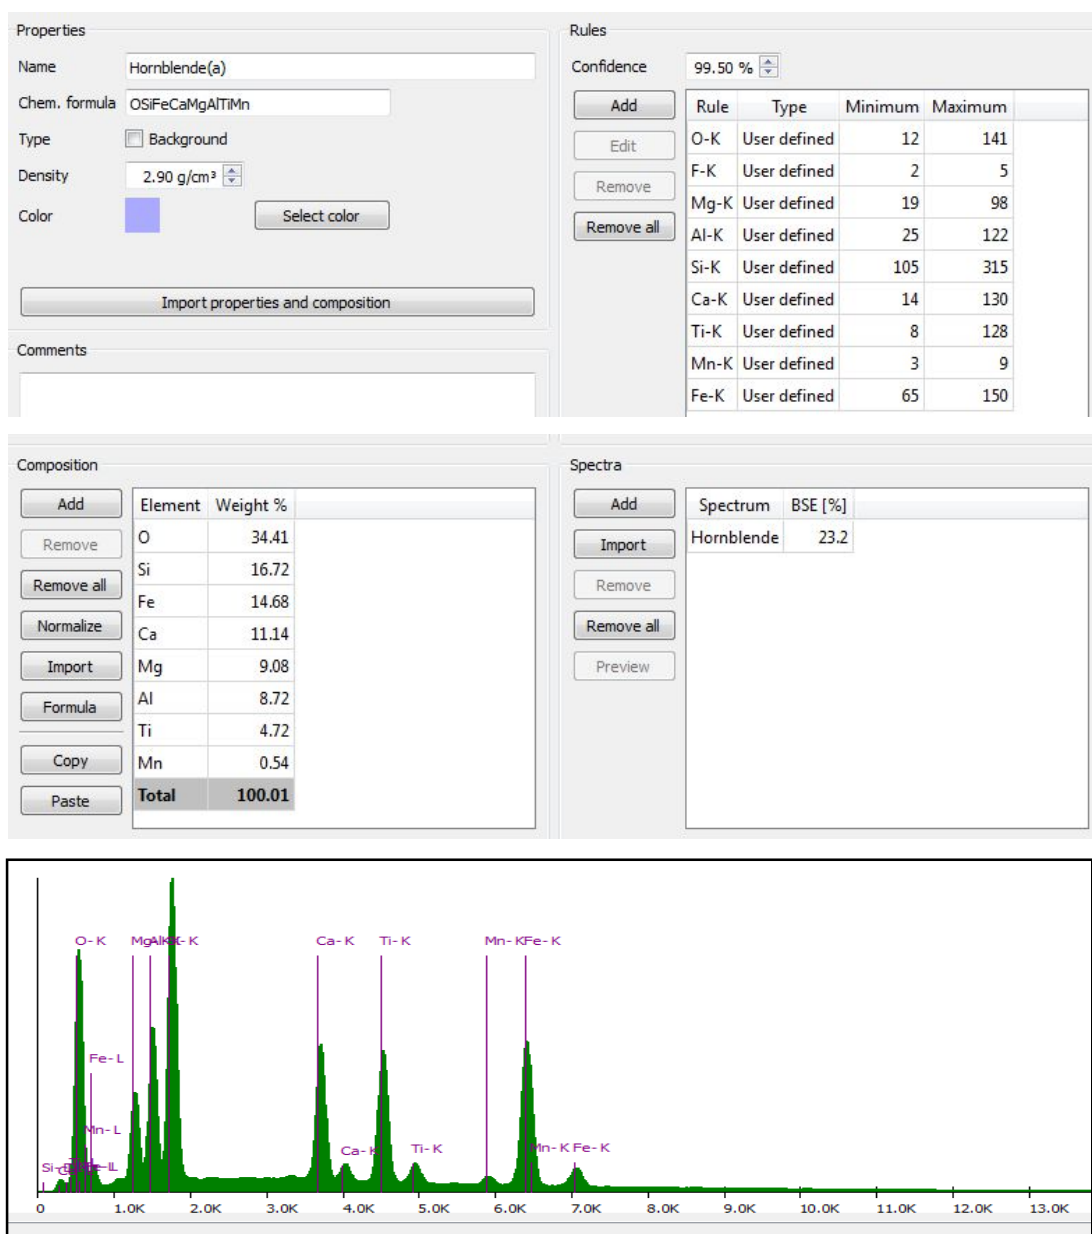 Properties
Name Hornblende(a)
Chem. formula OSiFeCaMgAlTiMn
Type Background
Density 2.90 g/cm³
Color Select color
Import properties and composition
Comments
Rules
Confidence 99.50 %
Add
Edit
Remove
Remove all
Rule Type Minimum Maximum
O-K User defined 12 141
F-K User defined 2 5
Mg-K User defined 19 98
Al-K User defined 25 122
Si-K User defined 105 315
Ca-K User defined 14 130
Ti-K User defined 8 128
Mn-K User defined 3 9
Fe-K User defined 65 150
Composition
Add
Remove
Remove all
Normalize
Import
Formula
Copy
Paste
Element Weight %
O 34.41
Si 16.72
Fe 14.68
Ca 11.14
Mg 9.08
Al 8.72
Ti 4.72
Mn 0.54
Total 100.01
Spectra
Add
Import
Remove
Remove all
Preview
Spectrum BSE [%]
Hornblende 23.2
O-K Ca-K Ti-K Mn-K Fe-K
Fe-L
Mn-L
Ca-K Ti-K Mn-K Fe-K
0 1.0K 2.0K 3.0K 4.0K 5.0K 6.0K 7.0K 8.0K 9.0K 10.0K 11.0K 12.0K 13.0K